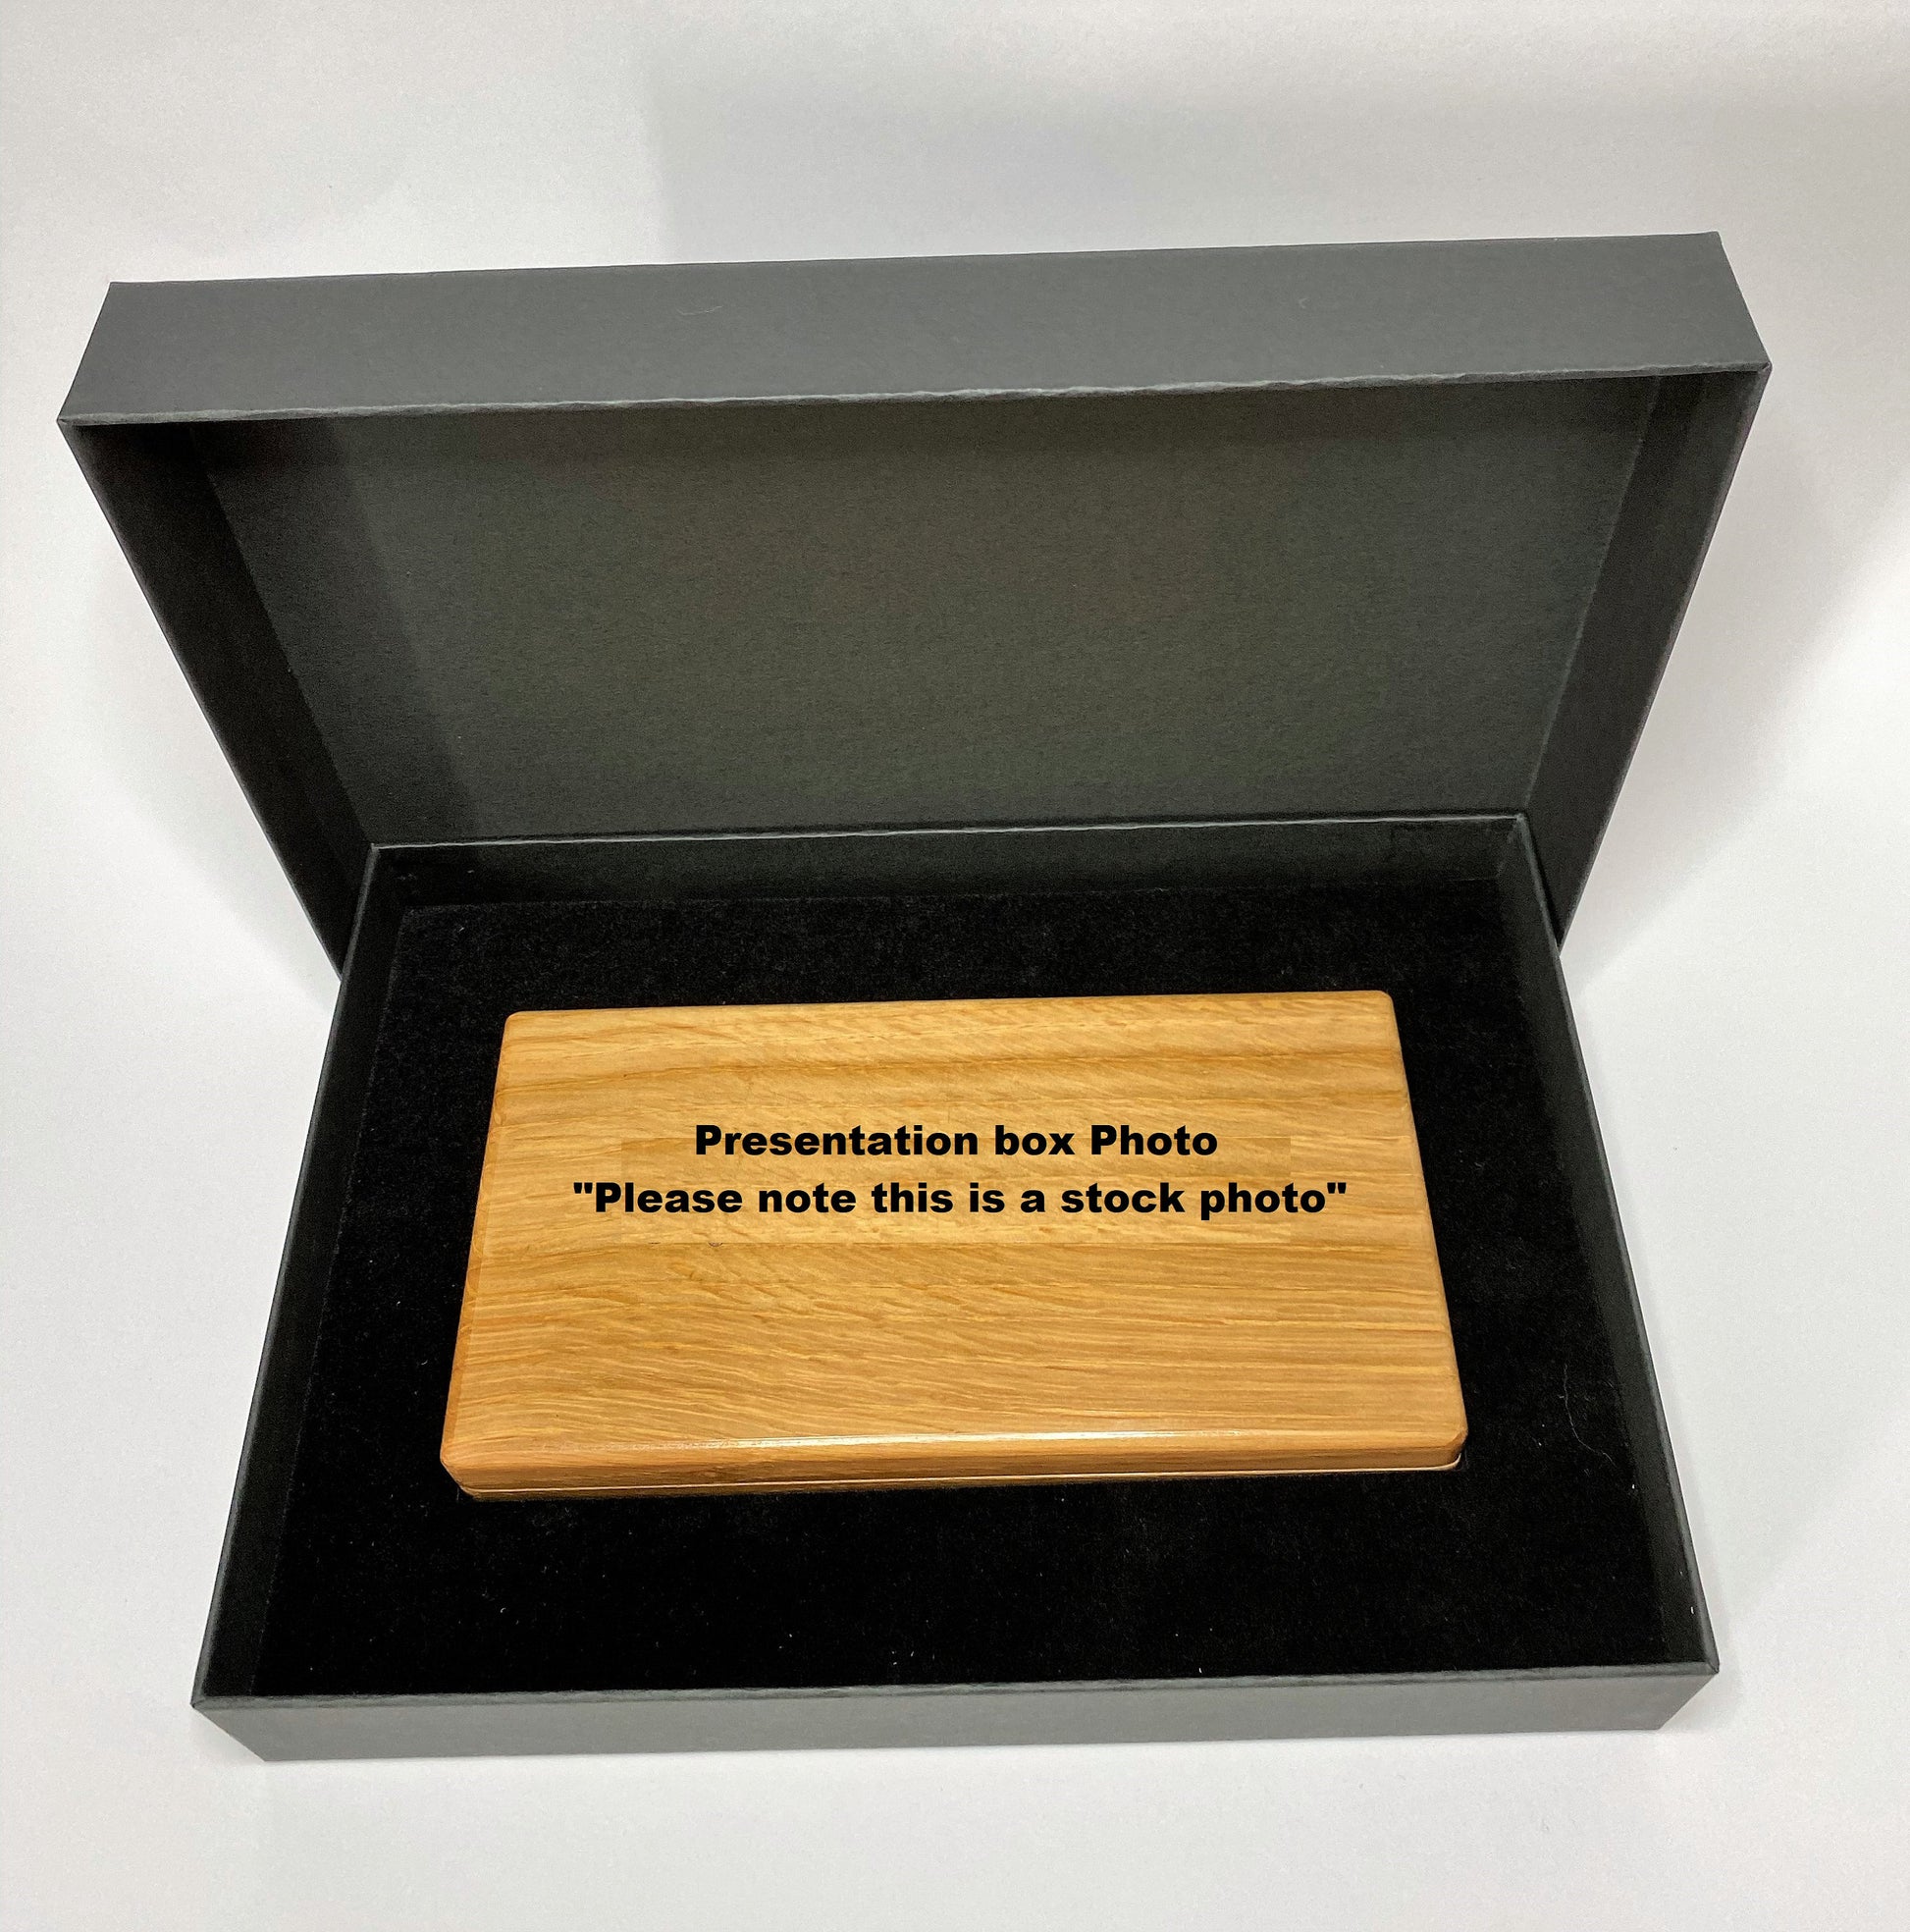 Presentation box Photo
"Please note this is a stock photo"